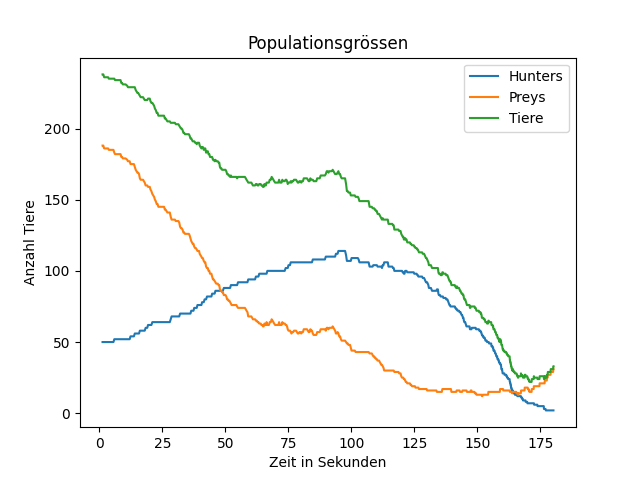 Populationsgrössen
Hunters
Preys
Tiere
Anzahl Tiere
200
150
100
50
0
0 25 50 75 100 125 150 175
Zeit in Sekunden